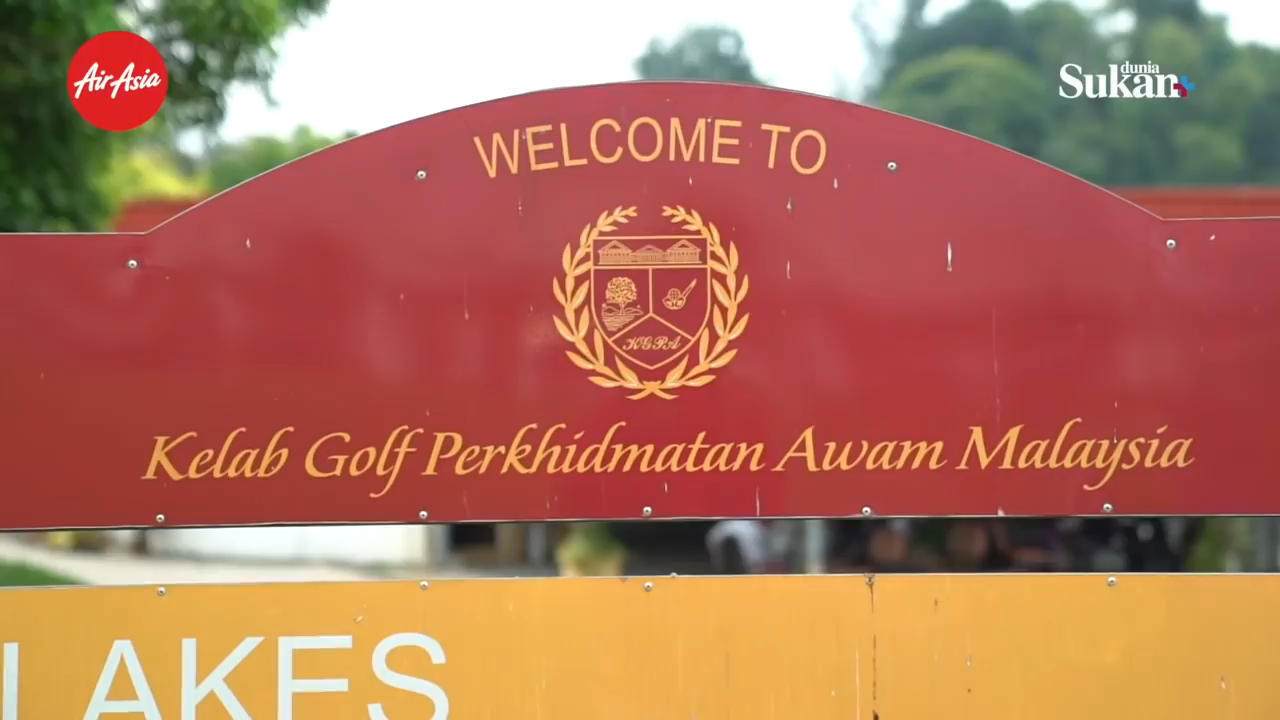 AirAsia
dunia
Sukan+
WELCOME TO
KGPA
Kelab Golf Perkhidmatan Awam Malaysia
LAKES